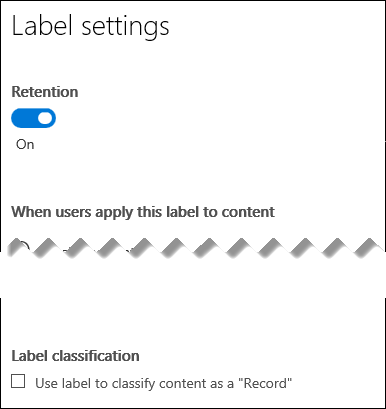 Label settings
Retention
On
When users apply this label to content
Label classification
Use label to classify content as a "Record"